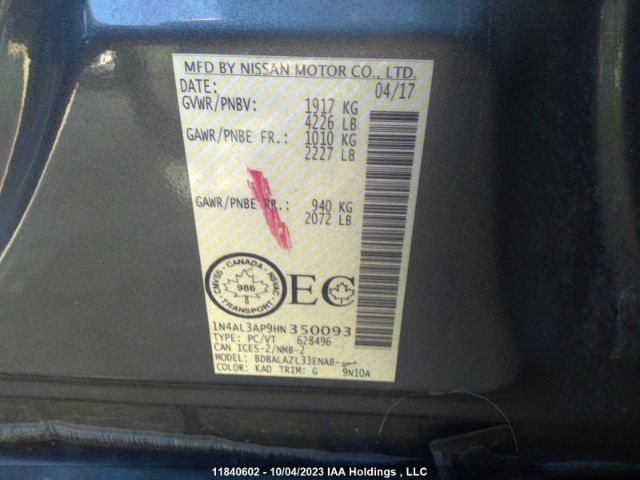 MFD BY NISSAN MOTOR CO., LTD.
DATE: 04/17
GVWR/PNBV: 1917 KG
4226 LB
GAWR/PNBE FR.: 1010 KG
2227 LB
GAWR/PNBE RR.: 940 KG
2072 LB
CMVSS - CANADA - NSVAC
986
TRANSPORT
EC
1N4AL3AP9HN350093
TYPE: PC/VT 628496
CAN ICES-2/NMB-2
MODEL: BDBALAZL33ENAB-----
COLOR: KAD TRIM: G 9N10A
11840602 - 10/04/2023 IAA Holdings , LLC